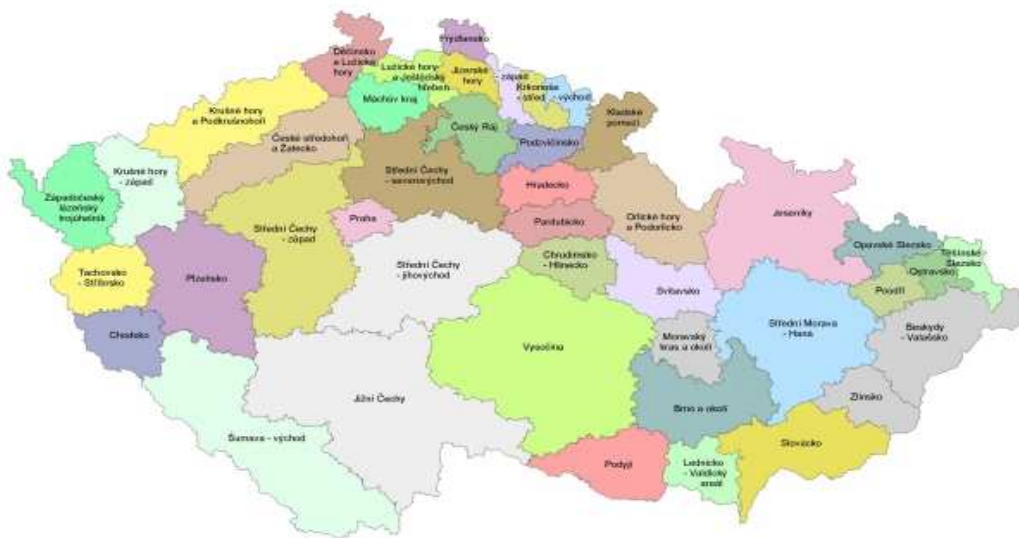 Frýdlantsko
Děčínsko
a Lužické
hory
Lužické hory
a Ještědský
hřeben
Jizerské
hory
- západ
Krkonoše
- střed
- východ
Máchův kraj
Krušné hory
a Podkrušnohoří
České středohoří
a Žatecko
Český Ráj
Podzvičinsko
Kladské
pomezí
Krušné hory
- západ
Západočeský
lázeňský
trojúhelník
Střední Čechy
- severovýchod
Hradecko
Praha
Pardubicko
Orlické hory
a Podorlicko
Jeseníky
Střední Čechy
- západ
Chrudimsko
- Hlinecko
Opavské Slezsko
Těšínské
Slezsko
Ostravsko
Tachovsko
- Stříbrsko
Plzeňsko
Střední Čechy
- jihovýchod
Svitavsko
Poodří
Chodsko
Vysočina
Moravský
kras a okolí
Střední Morava
- Haná
Beskydy
- Valašsko
Jižní Čechy
Zlínsko
Brno a okolí
Šumava - východ
Slovácko
Podyjí
Lednicko
- Valtický
areál